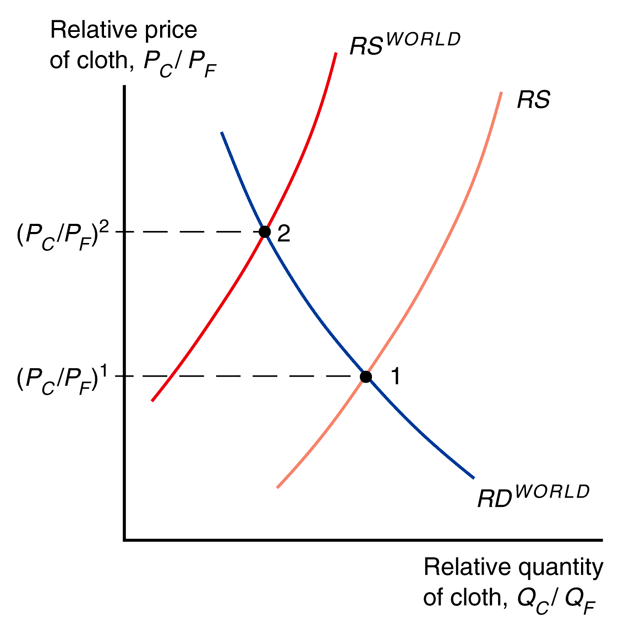 Relative price
of cloth, P_C/ P_F
RS^WORLD
RS
(P_C/P_F)^2
2
(P_C/P_F)^1
1
RD^WORLD
Relative quantity
of cloth, Q_C/ Q_F